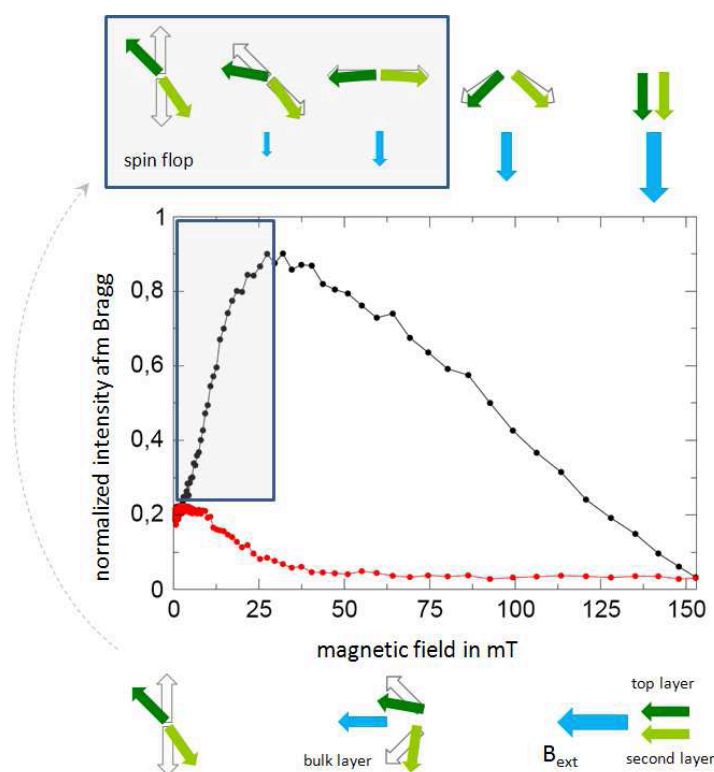 spin flop
1
0,8
0,6
0,4
0,2
0
normalized intensity afm Bragg
0 25 50 75 100 125 150
magnetic field in mT
top layer
bulk layer
B_ext
second layer